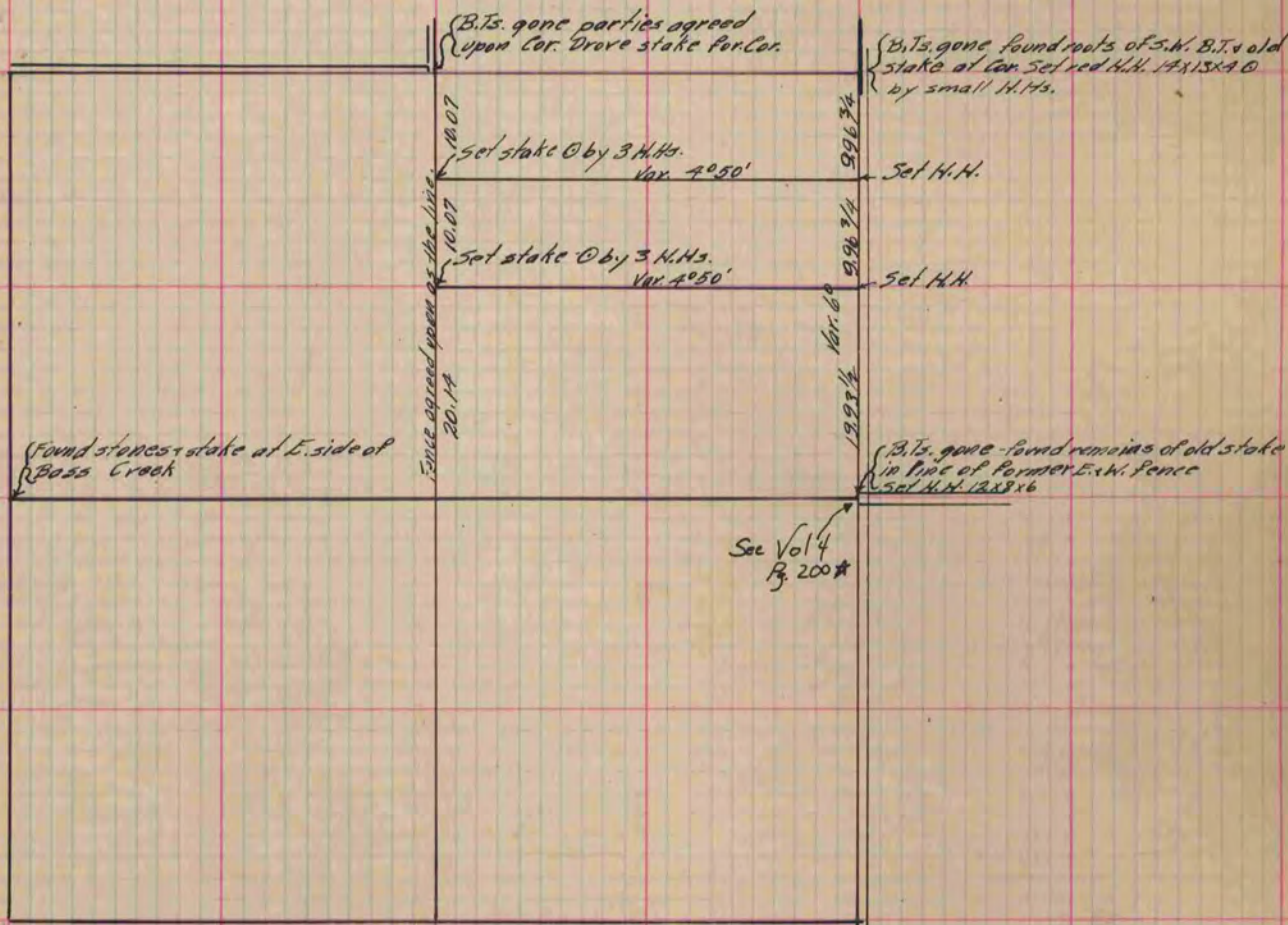 B.Ts. gone parties agreed
upon Cor. Drove stake for Cor.
B.Ts. gone found roots of S.W. B.T. & old
stake at Cor. Set red H.H. 14x13x4 ⊙
by small H.Hs.
10.07
9.96 3/4
Set stake ⊙ by 3 H.Hs.
Var. 4°50'
Set H.H.
Fence agreed upon as the line.
10.07
9.96 3/4
Set stake ⊙ by 3 H.Hs.
Var. 4°50'
Set H.H.
Var. 6°
20.14
19.93 1/2
Found stones & stake at E. side of
Bass Creek
B.Ts. gone - found remains of old stake
in line of former E. & W. fence
Set H.H. 12x8x6
See Vol 4
Pg. 200